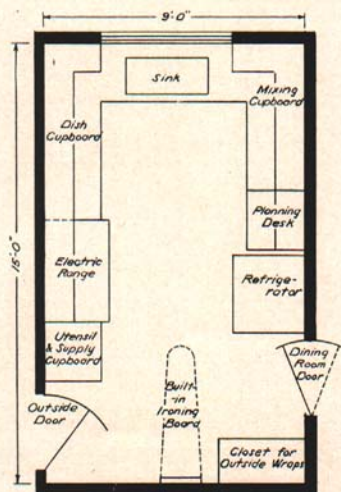 9'-0"
Sink
Mixing
Cupboard
Dish
Cupboard
Planning
Desk
15'-0"
Electric
Range
Refrige-
rator
Utensil
& Supply
Cupboard
Dining
Room
Door
Outside
Door
Built-
in
Ironing
Board
Closet for
Outside Wraps